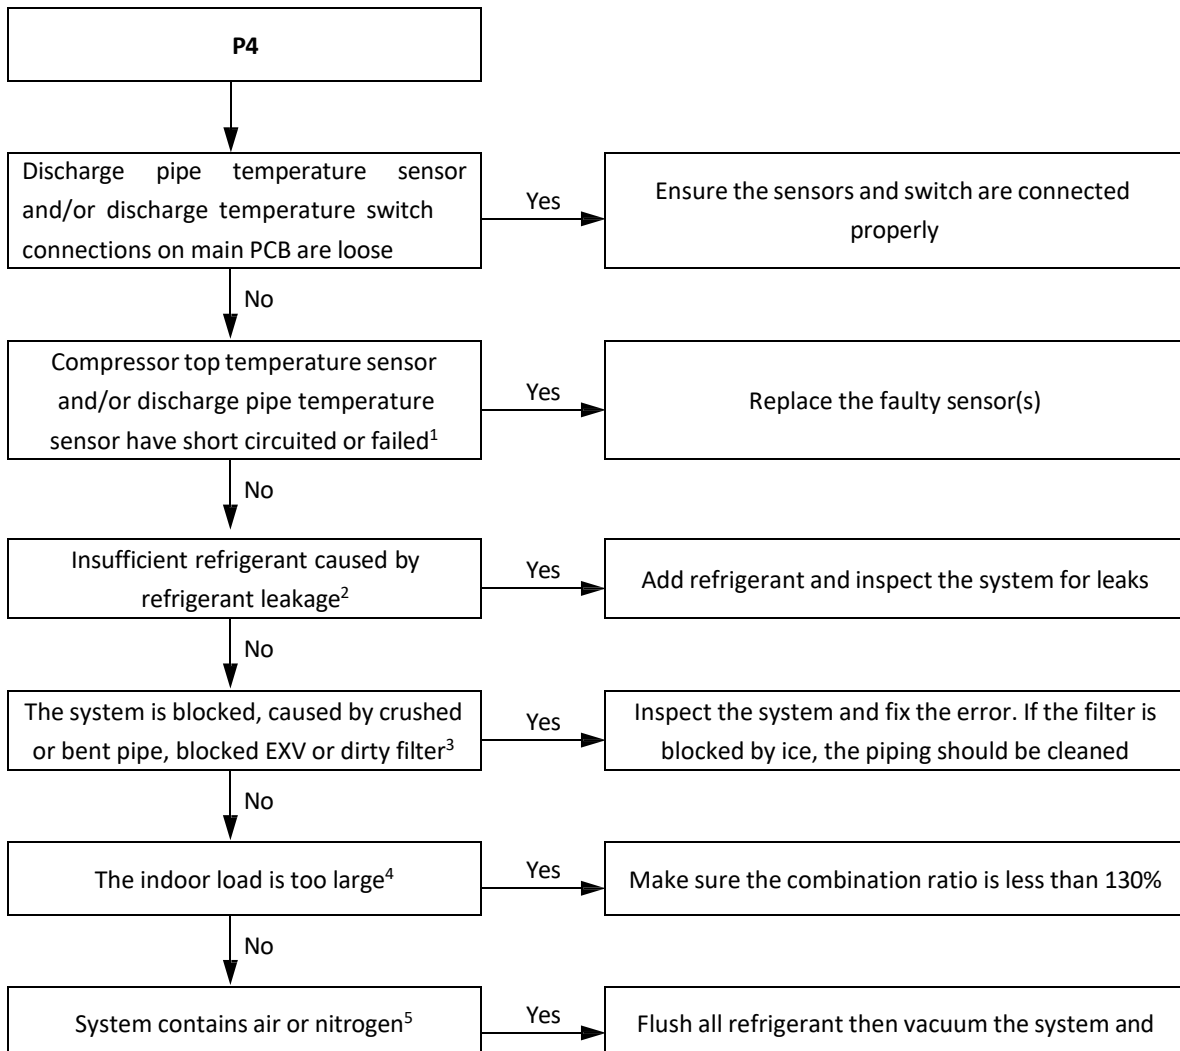 P4
Discharge pipe temperature sensor
and/or discharge temperature switch
connections on main PCB are loose
Yes
Ensure the sensors and switch are connected
properly
No
Compressor top temperature sensor
and/or discharge pipe temperature
sensor have short circuited or failed¹
Yes
Replace the faulty sensor(s)
No
Insufficient refrigerant caused by
refrigerant leakage²
Yes
Add refrigerant and inspect the system for leaks
No
The system is blocked, caused by crushed
or bent pipe, blocked EXV or dirty filter³
Yes
Inspect the system and fix the error. If the filter is
blocked by ice, the piping should be cleaned
No
The indoor load is too large⁴
Yes
Make sure the combination ratio is less than 130%
No
System contains air or nitrogen⁵
Yes
Flush all refrigerant then vacuum the system and